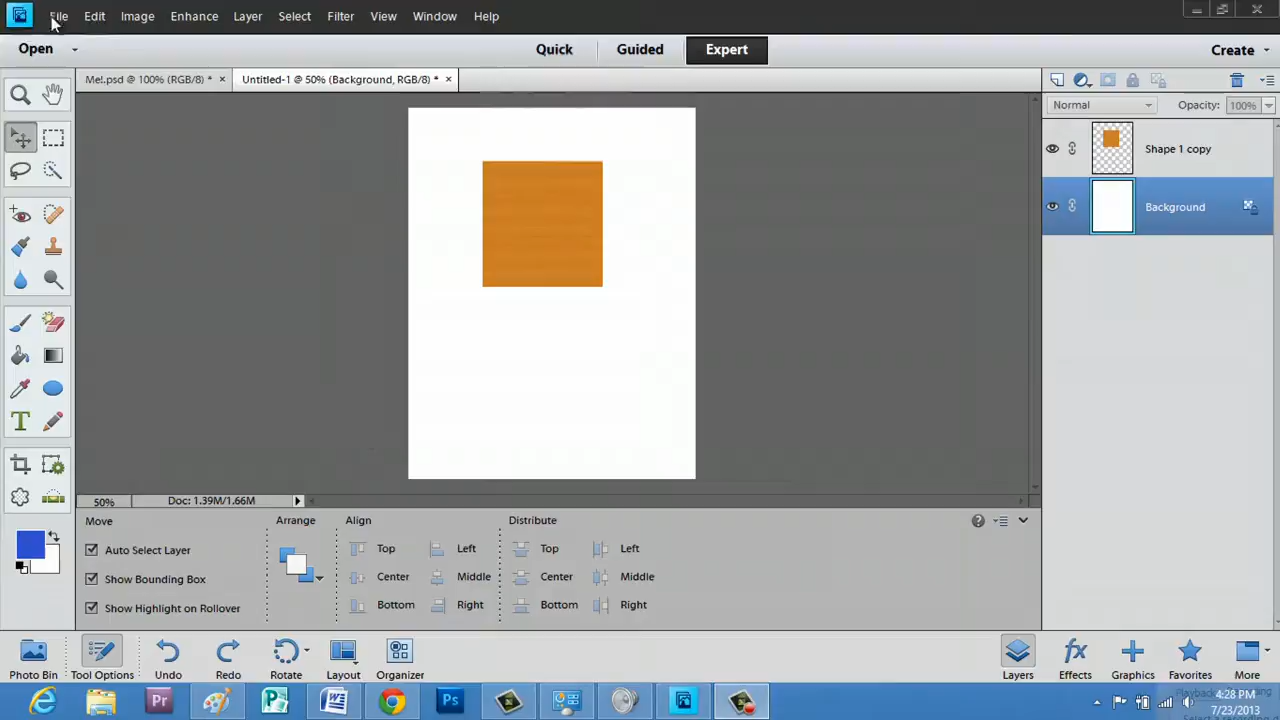 File Edit Image Enhance Layer Select Filter View Window Help
Open Quick Guided Expert Create
Me!.psd @ 100% (RGB/8) * × Untitled-1 @ 50% (Background, RGB/8) * ×
Normal Opacity: 100%
Shape 1 copy
Background
50% Doc: 1.39M/1.66M
Move Arrange Align Distribute
Auto Select Layer Top Left Top Left
Show Bounding Box Center Middle Center Middle
Show Highlight on Rollover Bottom Right Bottom Right
Photo Bin Tool Options Undo Redo Rotate Layout Organizer Layers Effects Graphics Favorites More
4:28 PM
7/23/2013